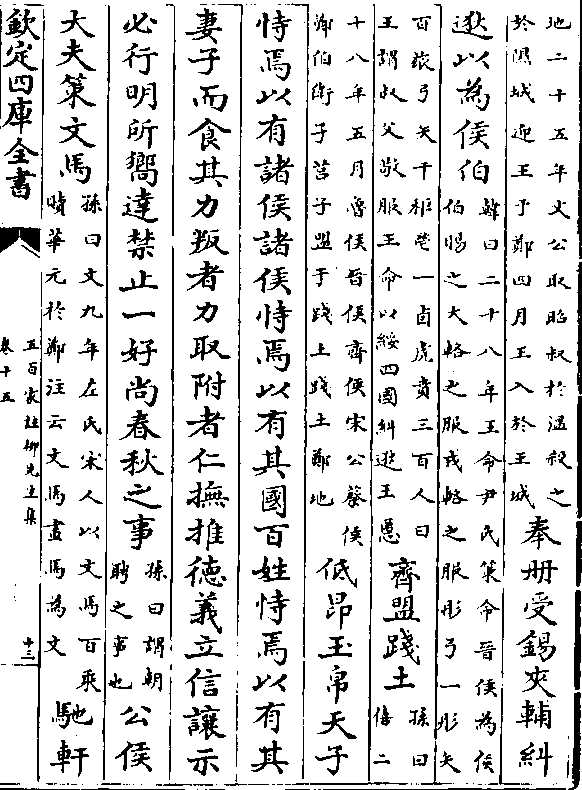 地二十五年文公取昭叔於溫殺之
於隰城迎王于鄭四月王入於王城
奉册受錫夾輔糾
逖以為侯伯
韓曰二十八年王命尹氏策命晉侯為侯
伯賜之大輅之服戎輅之服彤弓一彤矢
百玈弓矢千秬鬯一卣虎賁三百人曰
王謂叔父敬服王命以綏四國糾逖王慝
齊盟踐土
孫曰
僖二
十八年五月魯侯晉侯齊侯宋公蔡侯
鄭伯衛子莒子盟于踐土踐土鄭地
低昂玉帛天子
恃焉以有諸侯諸侯恃焉以有其國百姓恃焉以有其
妻子而食其力叛者力取附者仁撫推德義立信讓示
必行明所嚮達禁止一好尚春秋之事
孫曰謂朝
聘之事也
公侯
大夫策文馬
孫曰文九年左氏宋人以文馬百乘
贖華元於鄭注云文馬畫馬為文
馳軒
欽定四庫全書
五百家註柳先生集
卷十五
十三